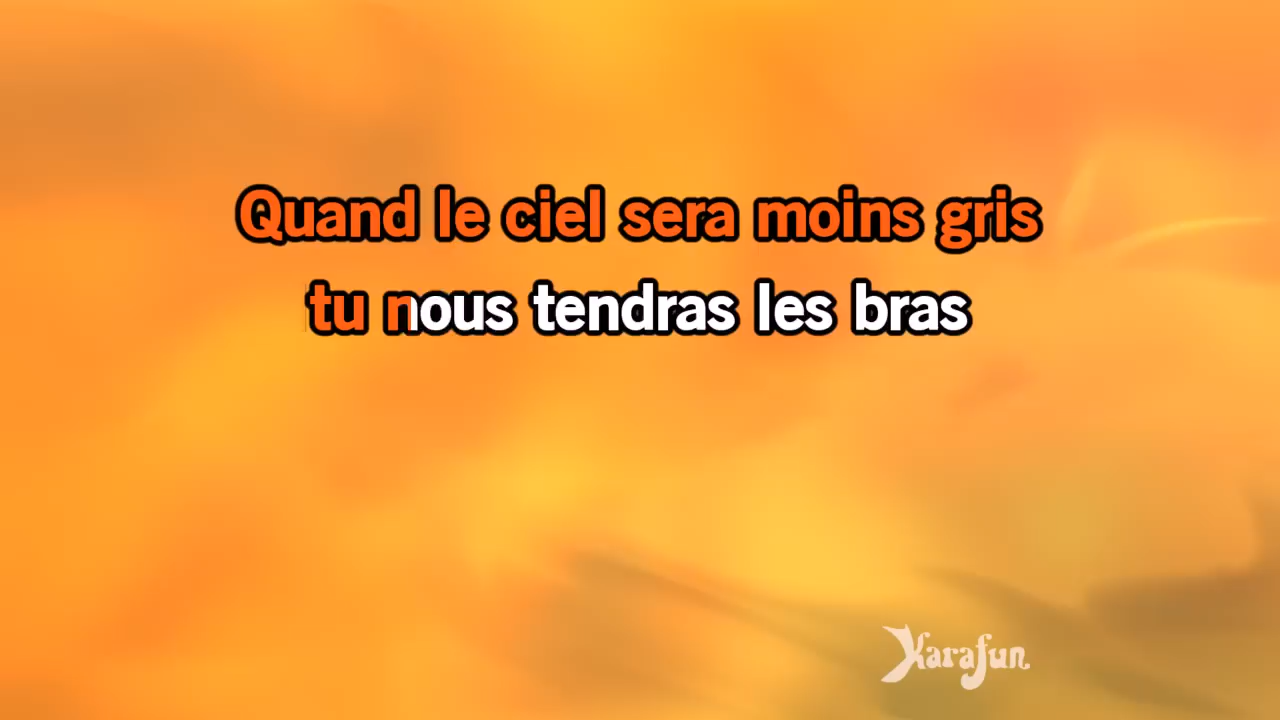 Quand le ciel sera moins gris
tu nous tendras les bras
Karafun